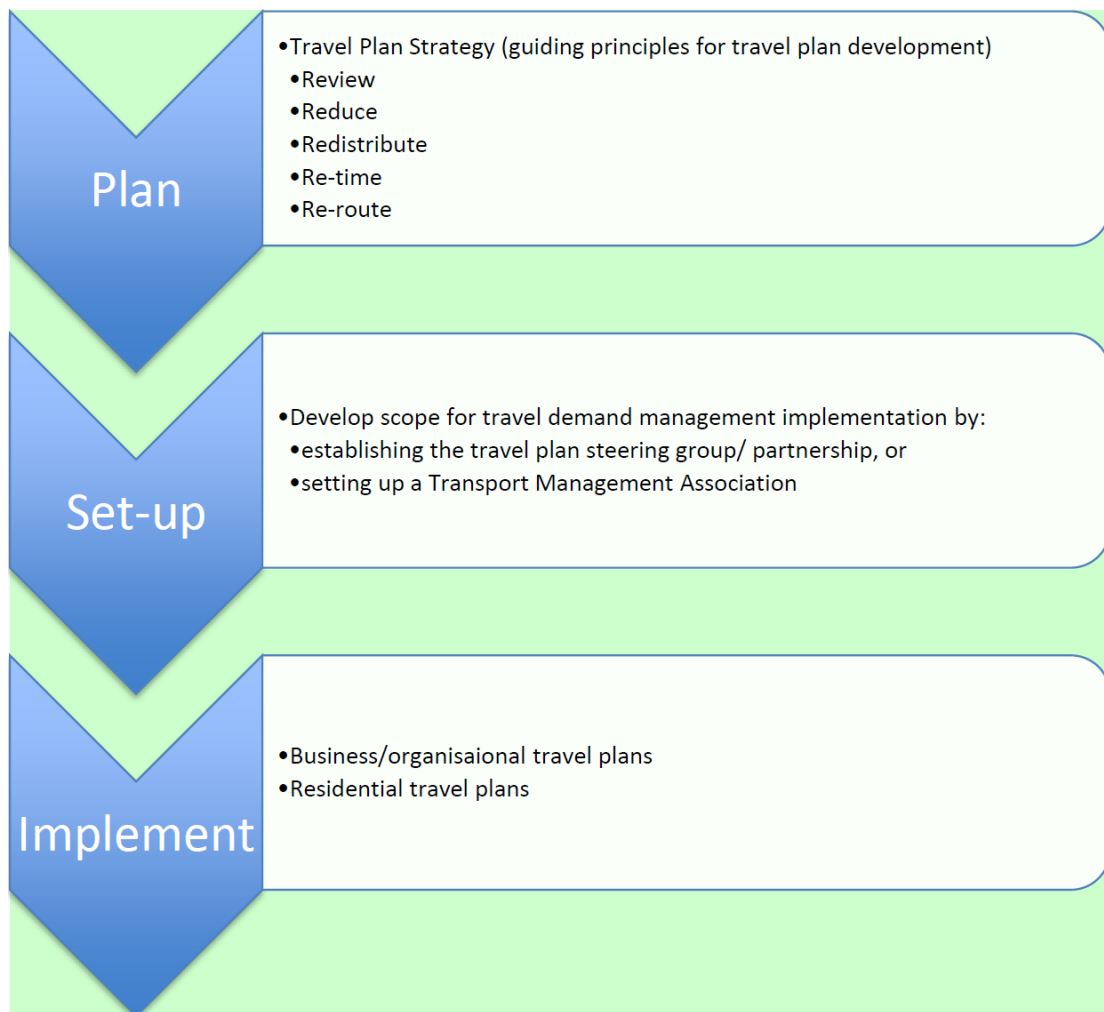 Plan
•Travel Plan Strategy (guiding principles for travel plan development)
•Review
•Reduce
•Redistribute
•Re-time
•Re-route
Set-up
•Develop scope for travel demand management implementation by:
•establishing the travel plan steering group/ partnership, or
•setting up a Transport Management Association
Implement
•Business/organisaional travel plans
•Residential travel plans